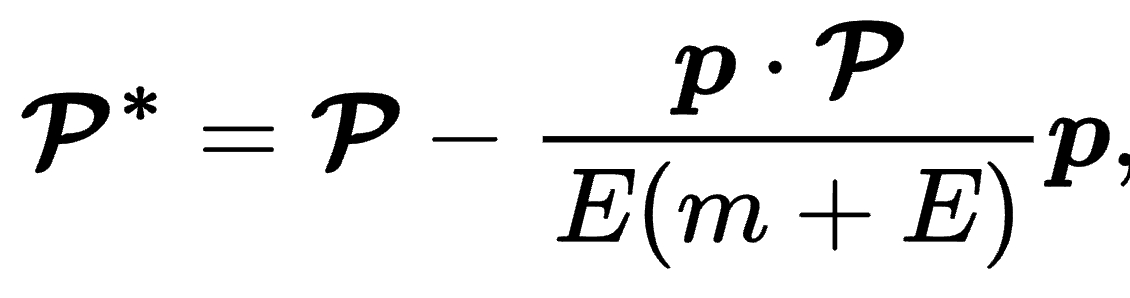 𝓟* = 𝓟 − (𝒑 · 𝓟) / (E(m + E)) 𝒑,